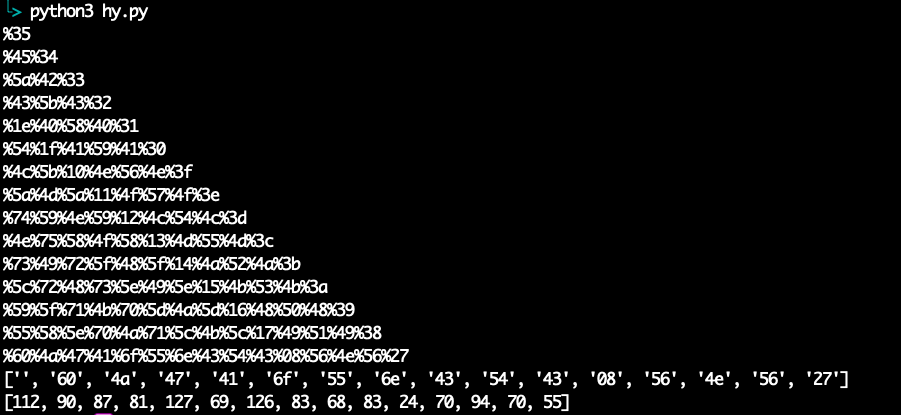 ↳ python3 hy.py
%35
%45%34
%5a%42%33
%43%5b%43%32
%1e%40%58%40%31
%54%1f%41%59%41%30
%4c%5b%10%4e%56%4e%3f
%5a%4d%5a%11%4f%57%4f%3e
%74%59%4e%59%12%4c%54%4c%3d
%4e%75%58%4f%58%13%4d%55%4d%3c
%73%49%72%5f%48%5f%14%4a%52%4a%3b
%5c%72%48%73%5e%49%5e%15%4b%53%4b%3a
%59%5f%71%4b%70%5d%4a%5d%16%48%50%48%39
%55%58%5e%70%4a%71%5c%4b%5c%17%49%51%49%38
%60%4a%47%41%6f%55%6e%43%54%43%08%56%4e%56%27
['', '60', '4a', '47', '41', '6f', '55', '6e', '43', '54', '43', '08', '56', '4e', '56', '27']
[112, 90, 87, 81, 127, 69, 126, 83, 68, 83, 24, 70, 94, 70, 55]